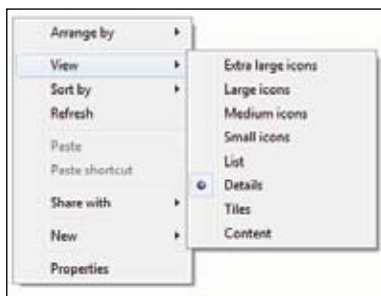 Arrange by
View
Sort by
Refresh
Paste
Paste shortcut
Share with
New
Properties
Extra large icons
Large icons
Medium icons
Small icons
List
Details
Tiles
Content